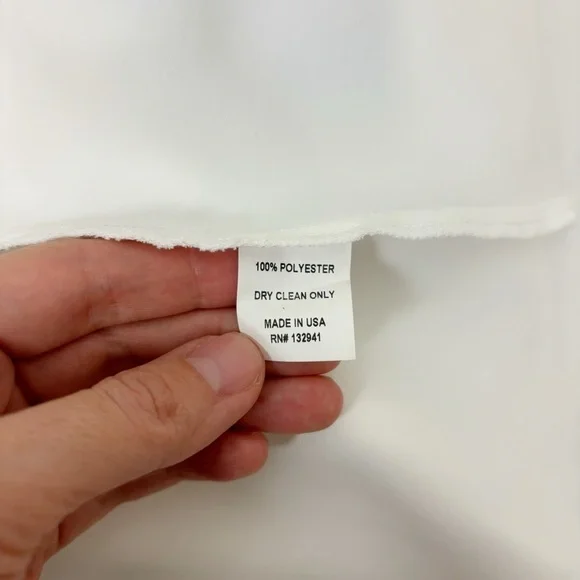 100% POLYESTER
DRY CLEAN ONLY
MADE IN USA
RN# 132941